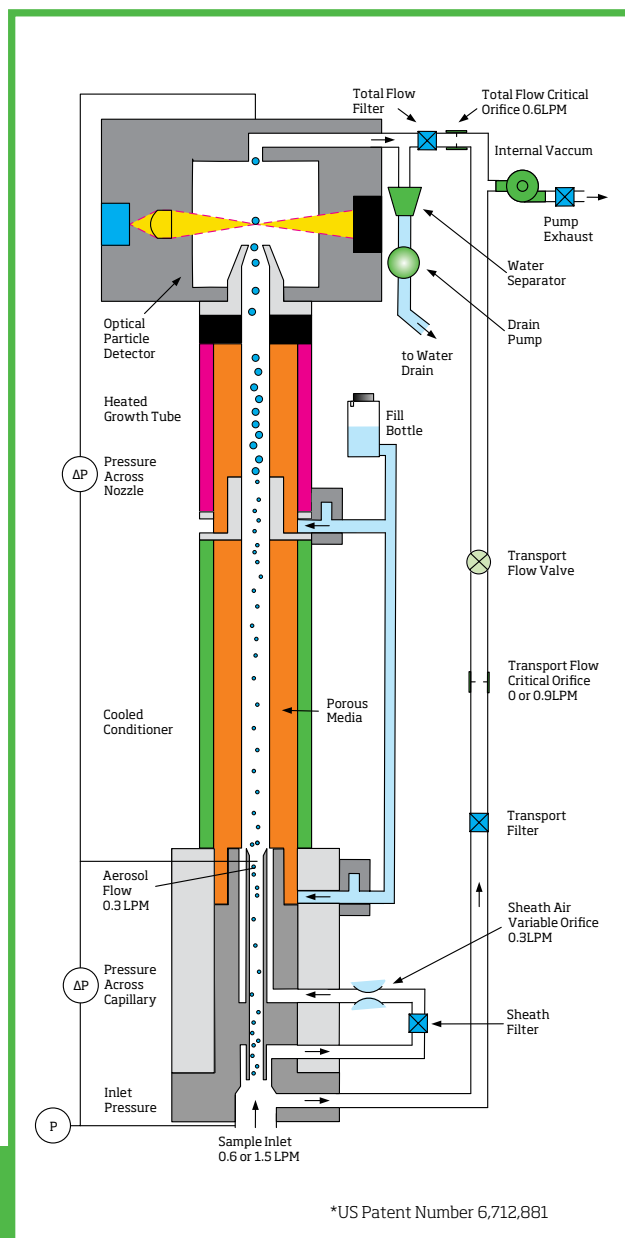 Total Flow
Filter
Total Flow Critical
Orifice 0.6LPM
Internal Vaccum
Pump
Exhaust
Water
Separator
Drain
Pump
to Water
Drain
Optical
Particle
Detector
Heated
Growth Tube
Fill
Bottle
ΔP
Pressure
Across
Nozzle
Transport
Flow Valve
Transport Flow
Critical Orifice
0 or 0.9LPM
Cooled
Conditioner
Porous
Media
Transport
Filter
Aerosol
Flow
0.3 LPM
Sheath Air
Variable Orifice
0.3LPM
ΔP
Pressure
Across
Capillary
Sheath
Filter
Inlet
Pressure
P
Sample Inlet
0.6 or 1.5 LPM
*US Patent Number 6,712,881